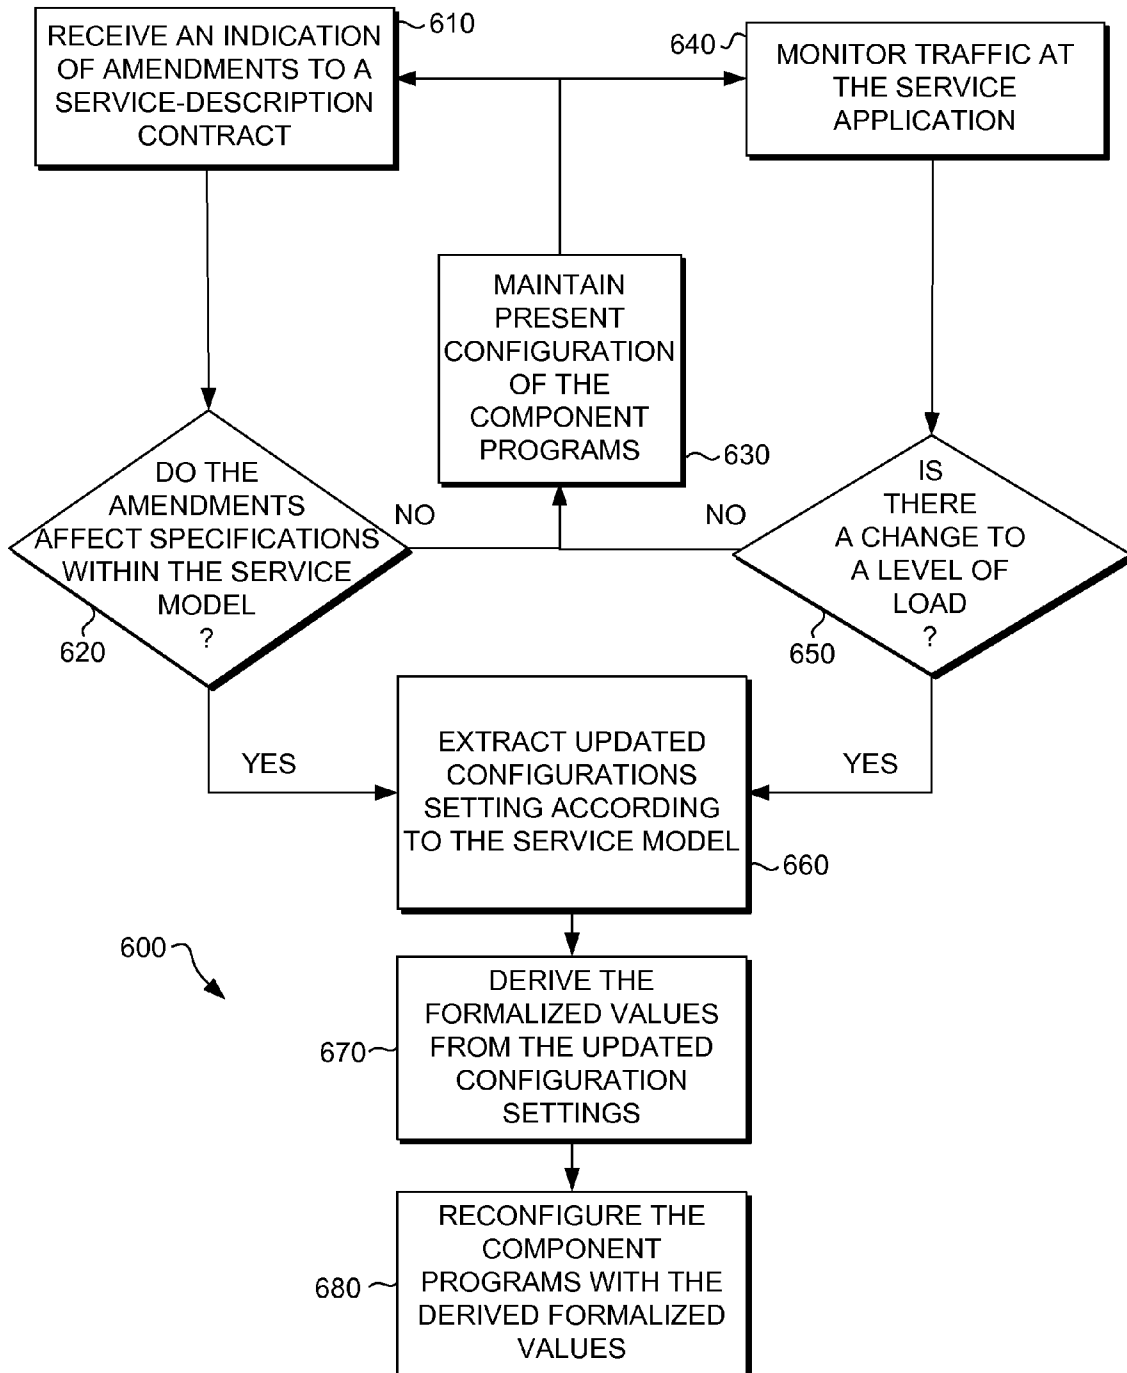 RECEIVE AN INDICATION
OF AMENDMENTS TO A
SERVICE-DESCRIPTION
CONTRACT
610
640
MONITOR TRAFFIC AT
THE SERVICE
APPLICATION
MAINTAIN
PRESENT
CONFIGURATION
OF THE
COMPONENT
PROGRAMS
630
DO THE
AMENDMENTS
AFFECT SPECIFICATIONS
WITHIN THE SERVICE
MODEL
?
620
NO
NO
IS
THERE
A CHANGE TO
A LEVEL OF
LOAD
?
650
YES
YES
EXTRACT UPDATED
CONFIGURATIONS
SETTING ACCORDING
TO THE SERVICE MODEL
660
600
DERIVE THE
FORMALIZED VALUES
FROM THE UPDATED
CONFIGURATION
SETTINGS
670
RECONFIGURE THE
COMPONENT
PROGRAMS WITH THE
DERIVED FORMALIZED
VALUES
680